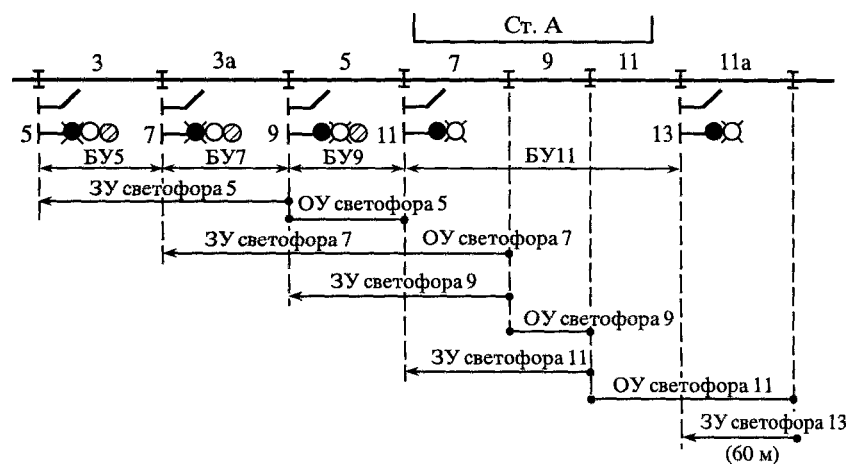 Ст. А
3 3а 5 7 9 11 11а
5 7 9 11 13
БУ5 БУ7 БУ9 БУ11
ЗУ светофора 5
ОУ светофора 5
ЗУ светофора 7 ОУ светофора 7
ЗУ светофора 9
ОУ светофора 9
ЗУ светофора 11
ОУ светофора 11
ЗУ светофора 13
(60 м)